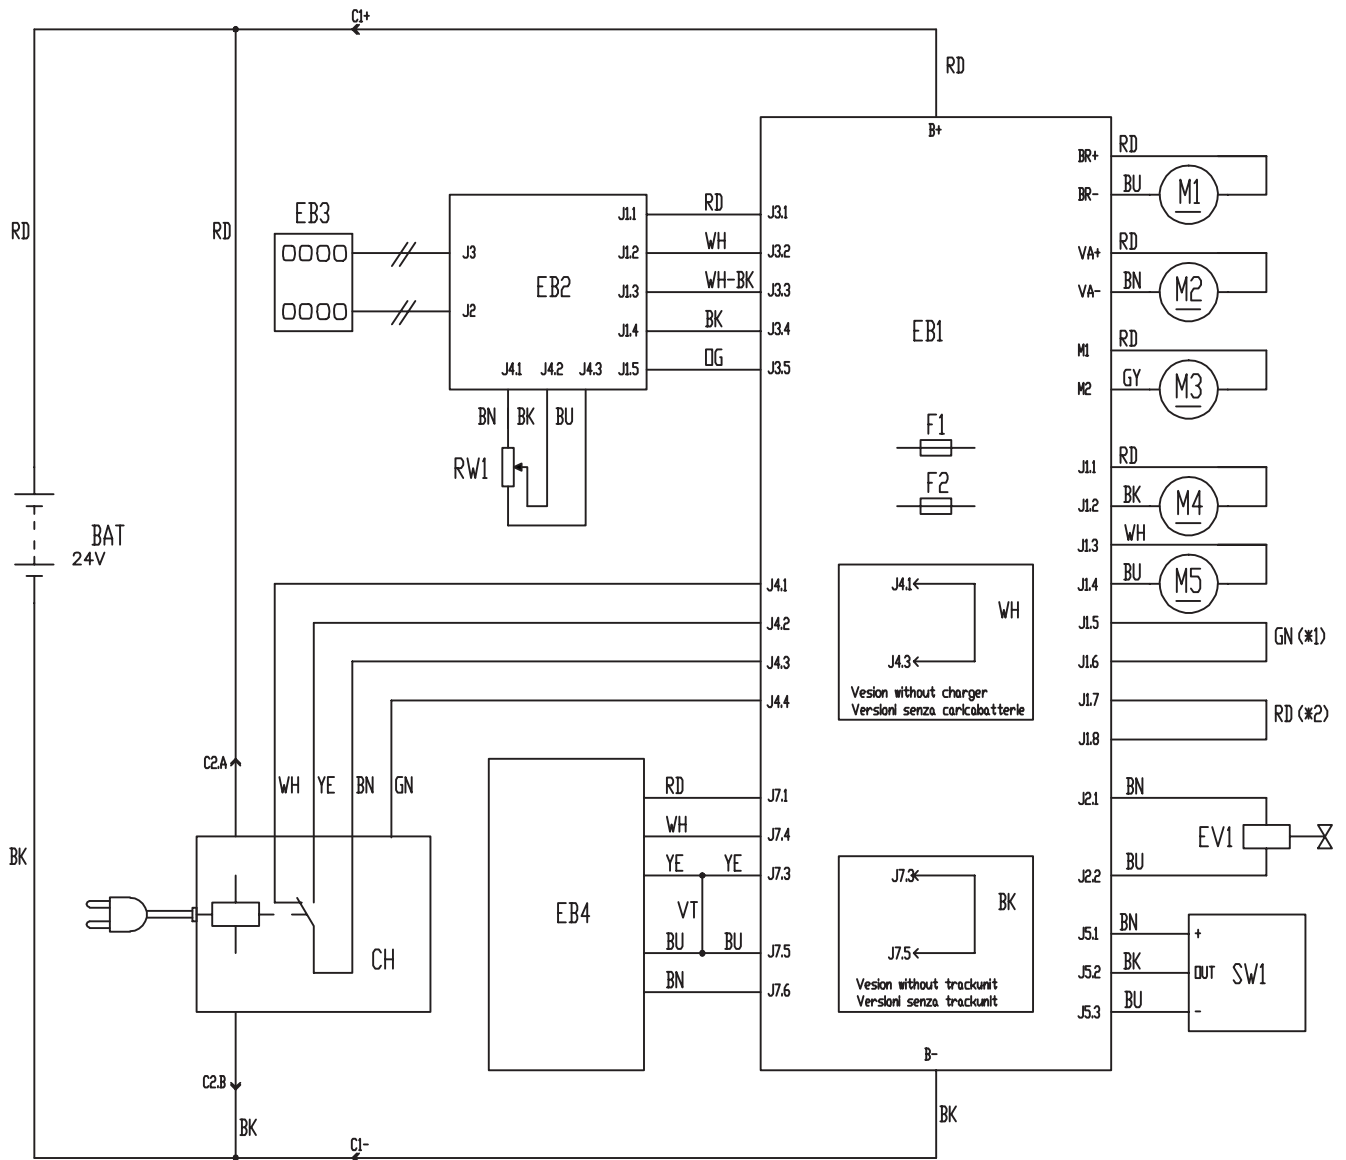 C1+
RD
B+
BR+ RD
BR- BU M1
VA+ RD
VA- BN M2
M1 RD
M2 GY M3
RD
RD
EB3
J3
J2
EB2
J1.1 RD J3.1
J1.2 WH J3.2
J1.3 WH-BK J3.3
J1.4 BK J3.4
J1.5 OG J3.5
J4.1 J4.2 J4.3
BN BK BU
RW1
EB1
F1
F2
J1.1 RD
J1.2 BK M4
J1.3 WH
J1.4 BU M5
J1.5
GN (*1)
J1.6
J1.7
RD (*2)
J1.8
BAT
24V
J4.1
J4.2
J4.3
J4.4
J4.1
WH
J4.3
Vesion without charger
Versioni senza caricabatterie
C2.A
WH YE BN GN
RD J7.1
WH J7.4
YE YE J7.3
VT
BU BU J7.5
BN J7.6
EB4
J7.3
BK
J7.5
Vesion without trackunit
Versioni senza trackunit
J2.1 BN
EV1
J2.2 BU
J5.1 BN +
J5.2 BK OUT SW1
J5.3 BU -
BK
CH
C2.B
BK
B-
BK
C1-